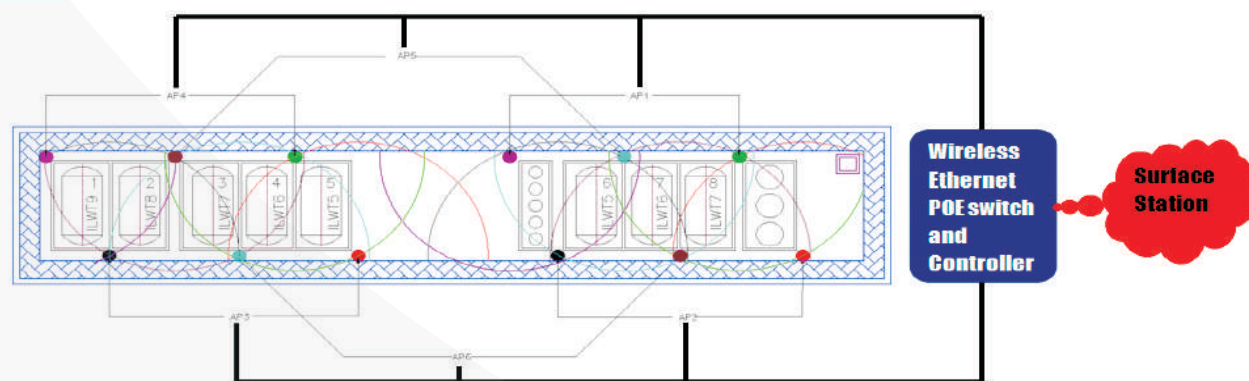 AP5
AP4
AP1
1
ILWT9
2
ILWT8
3
ILWT7
4
ILWT6
5
ILWT5
6
ILWT5
7
ILWT6
8
ILWT7
Wireless
Ethernet
POE switch
and
Controller
Surface
Station
AP3
AP2
AP6